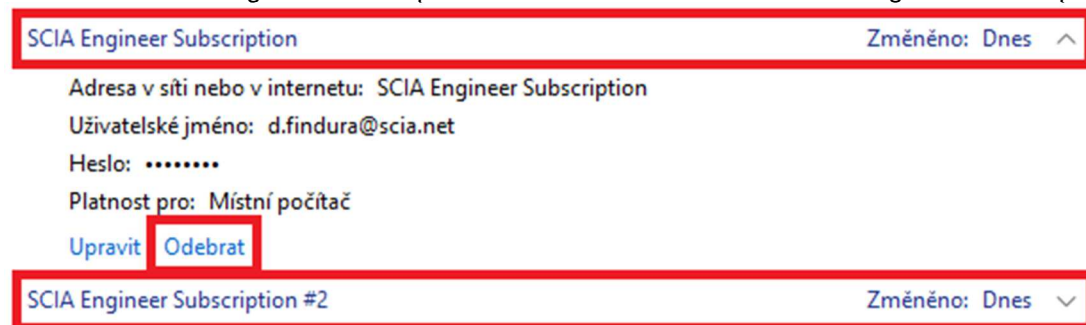 SCIA Engineer Subscription Změněno: Dnes
Adresa v síti nebo v internetu: SCIA Engineer Subscription
Uživatelské jméno: d.findura@scia.net
Heslo: ••••••••
Platnost pro: Místní počítač
Upravit Odebrat
SCIA Engineer Subscription #2 Změněno: Dnes